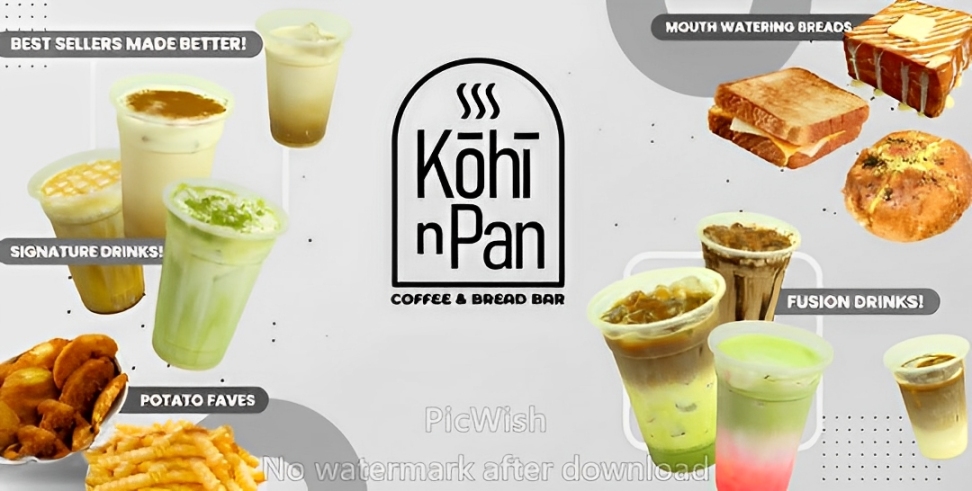 BEST SELLERS MADE BETTER!
MOUTH WATERING BREADS
Kōhī
nPan
COFFEE & BREAD BAR
SIGNATURE DRINKS!
FUSION DRINKS!
POTATO FAVES
PicWish
No watermark after download